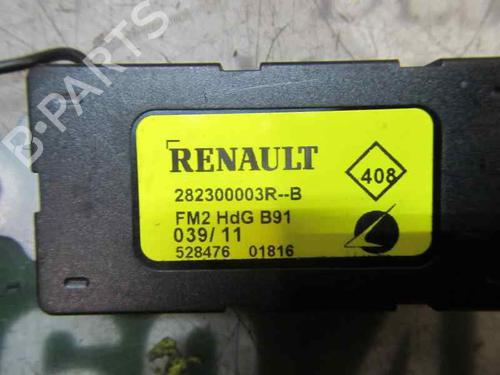 RENAULT
408
282300003R--B
FM2 HdG B91
039/11
528476 01816
B-PARTS